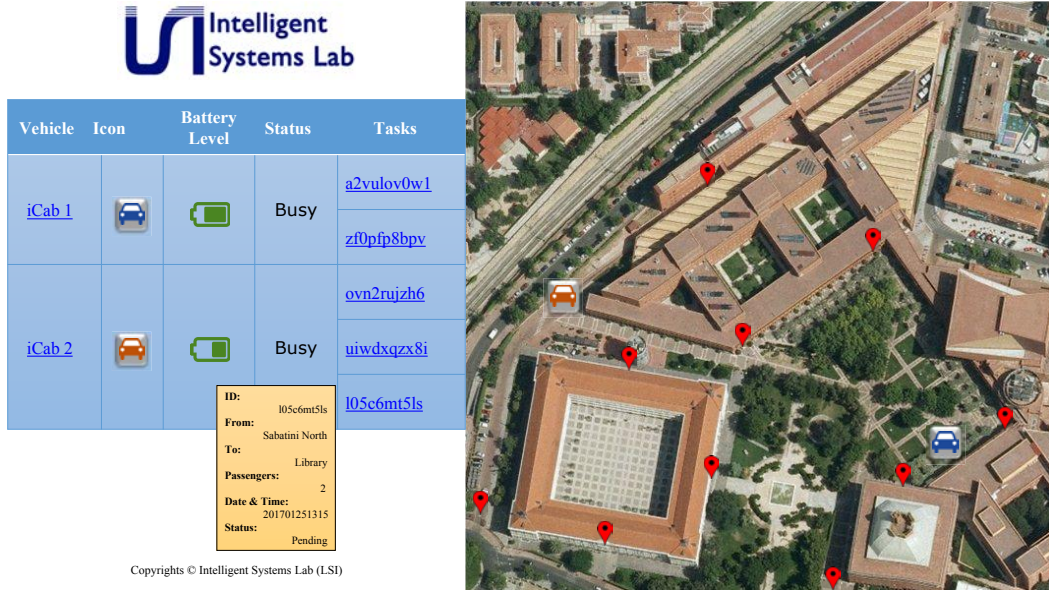 Intelligent
Systems Lab
Vehicle Icon Battery Level Status Tasks
iCab 1 Busy a2vulov0w1
zf0pfp8bpv
iCab 2 Busy ovn2rujzh6
uiwdxqzx8i
l05c6mt5ls
ID:
l05c6mt5ls
From:
Sabatini North
To:
Library
Passengers:
2
Date & Time:
201701251315
Status:
Pending
Copyrights © Intelligent Systems Lab (LSI)